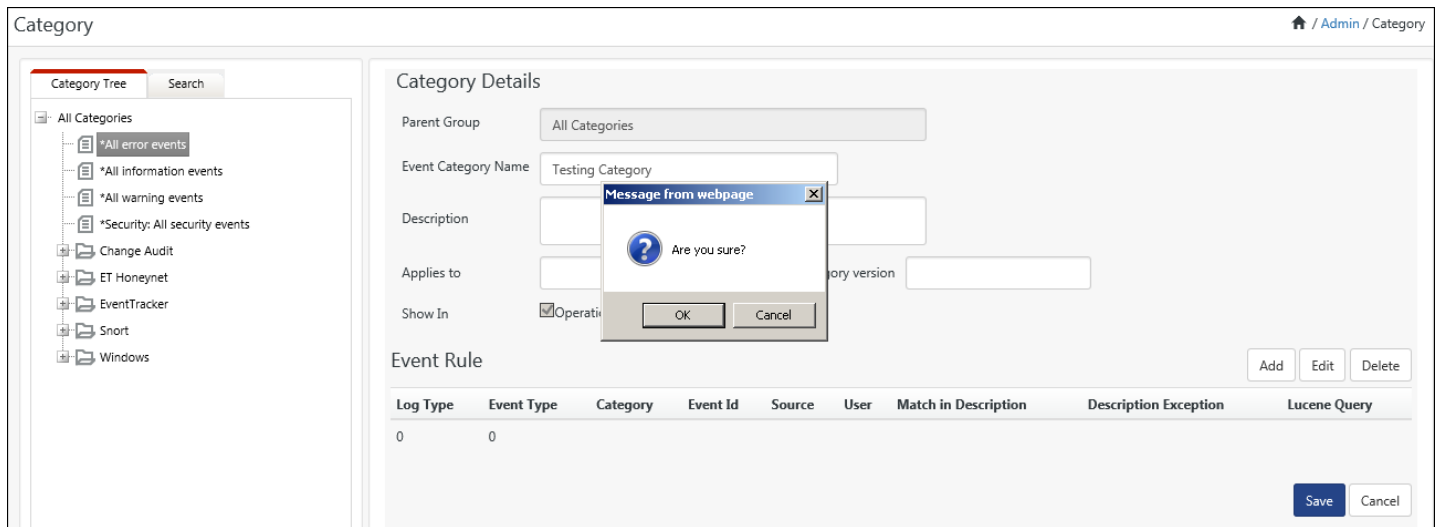 Category
/ Admin / Category
Category Tree
Search
All Categories
*All error events
*All information events
*All warning events
*Security: All security events
Change Audit
ET Honeynet
EventTracker
Snort
Windows
Category Details
Parent Group
All Categories
Event Category Name
Testing Category
Description
Applies to
version
Show In
Message from webpage
Are you sure?
OK
Cancel
Event Rule
Add
Edit
Delete
Log Type Event Type Category Event Id Source User Match in Description Description Exception Lucene Query
0 0
Save
Cancel